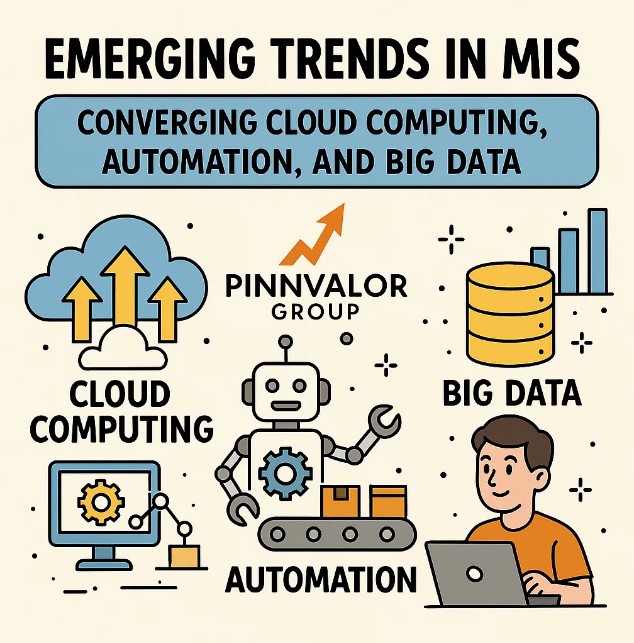 EMERGING TRENDS IN MIS
CONVERGING CLOUD COMPUTING,
AUTOMATION, AND BIG DATA
PINNVALOR
GROUP
CLOUD
COMPUTING
BIG DATA
AUTOMATION